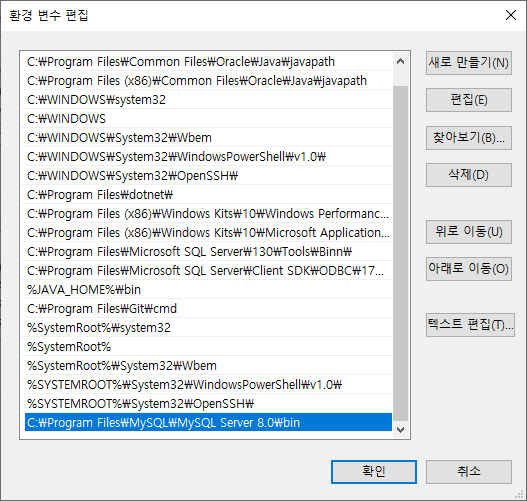 환경 변수 편집
C:₩Program Files₩Common Files₩Oracle₩Java₩javapath
C:₩Program Files (x86)₩Common Files₩Oracle₩Java₩javapath
C:₩WINDOWS₩system32
C:₩WINDOWS
C:₩WINDOWS₩System32₩Wbem
C:₩WINDOWS₩System32₩WindowsPowerShell₩v1.0₩
C:₩WINDOWS₩System32₩OpenSSH₩
C:₩Program Files₩dotnet₩
C:₩Program Files (x86)₩Windows Kits₩10₩Windows Performanc...
C:₩Program Files (x86)₩Windows Kits₩10₩Microsoft Application...
C:₩Program Files₩Microsoft SQL Server₩130₩Tools₩Binn₩
C:₩Program Files₩Microsoft SQL Server₩Client SDK₩ODBC₩17...
%JAVA_HOME%₩bin
C:₩Program Files₩Git₩cmd
%SystemRoot%₩system32
%SystemRoot%
%SystemRoot%₩System32₩Wbem
%SYSTEMROOT%₩System32₩WindowsPowerShell₩v1.0₩
%SYSTEMROOT%₩System32₩OpenSSH₩
C:₩Program Files₩MySQL₩MySQL Server 8.0₩bin
새로 만들기(N)
편집(E)
찾아보기(B)...
삭제(D)
위로 이동(U)
아래로 이동(O)
텍스트 편집(T)...
확인
취소